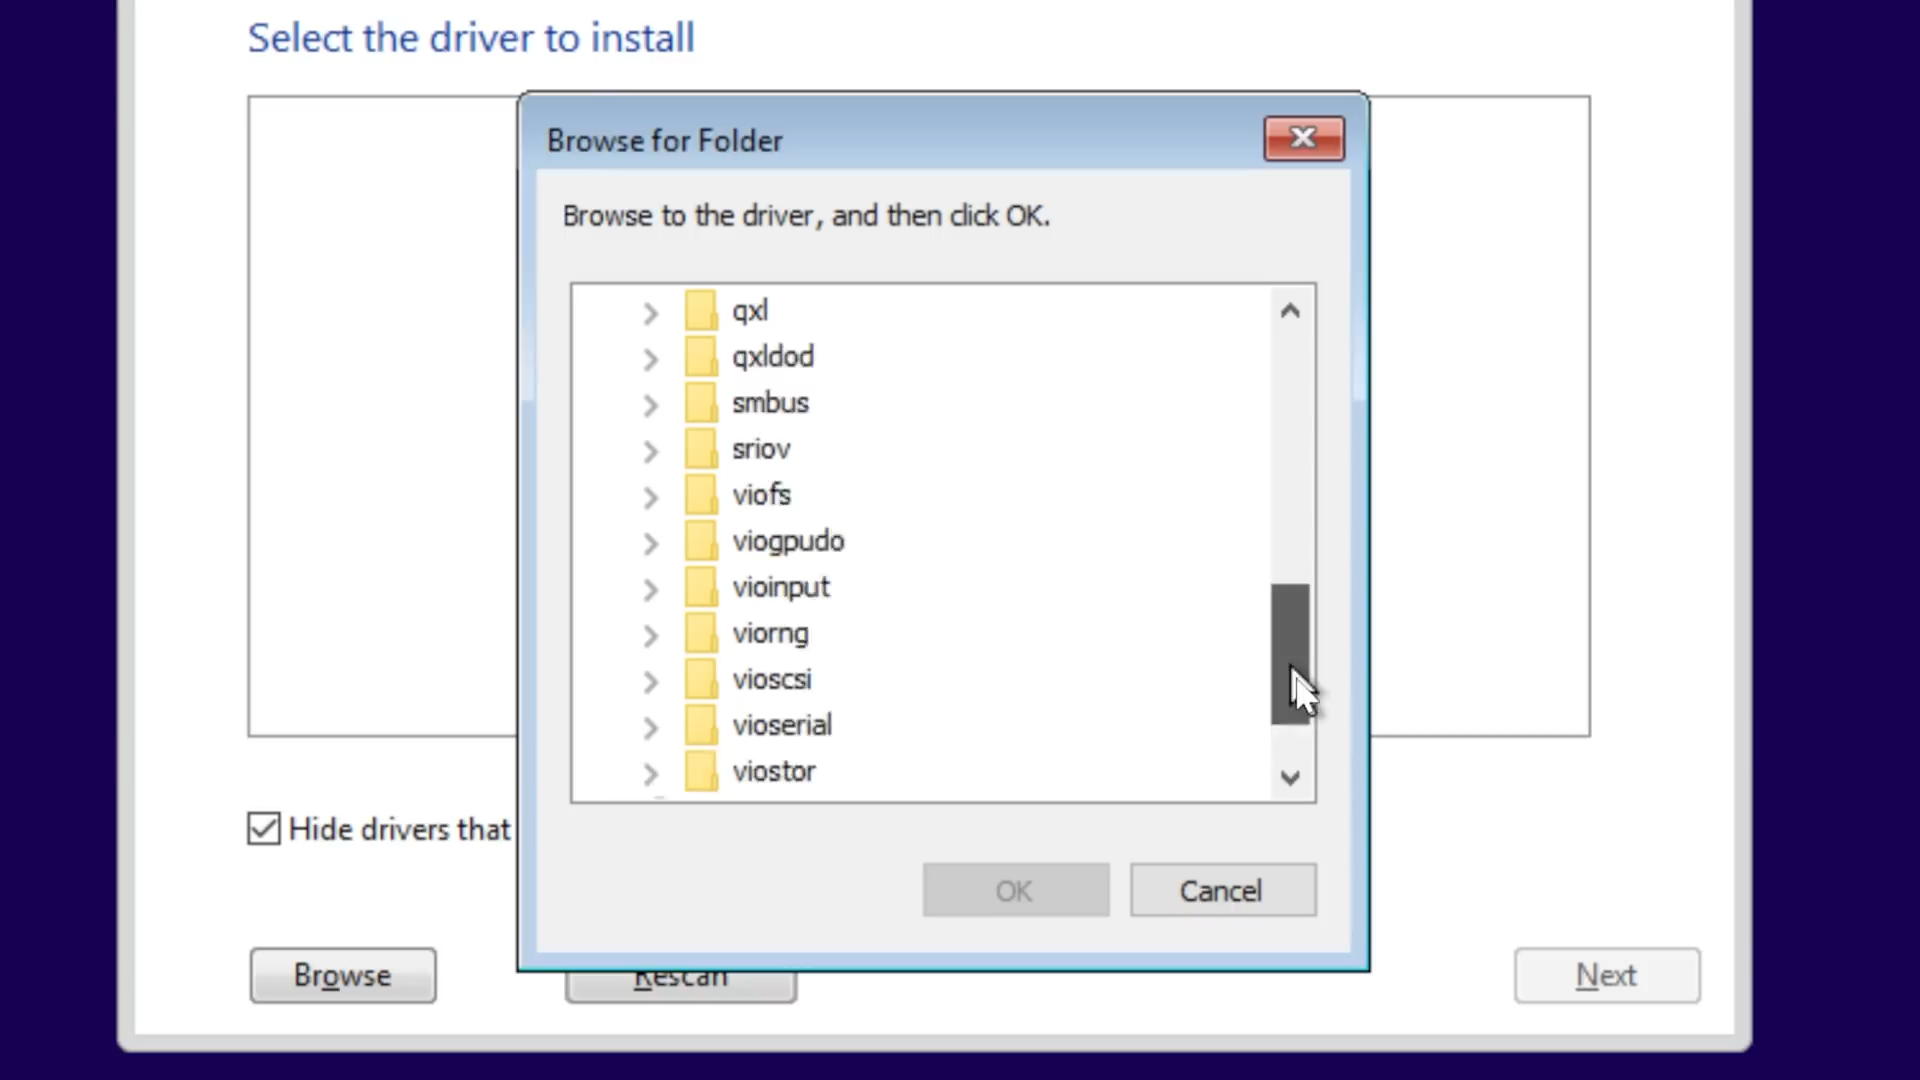 Select the driver to install
Browse for Folder
Browse to the driver, and then click OK.
qxl
qxldod
smbus
sriov
viofs
viogpudo
vioinput
viorng
vioscsi
vioserial
viostor
Hide drivers that
OK
Cancel
Browse
Rescan
Next